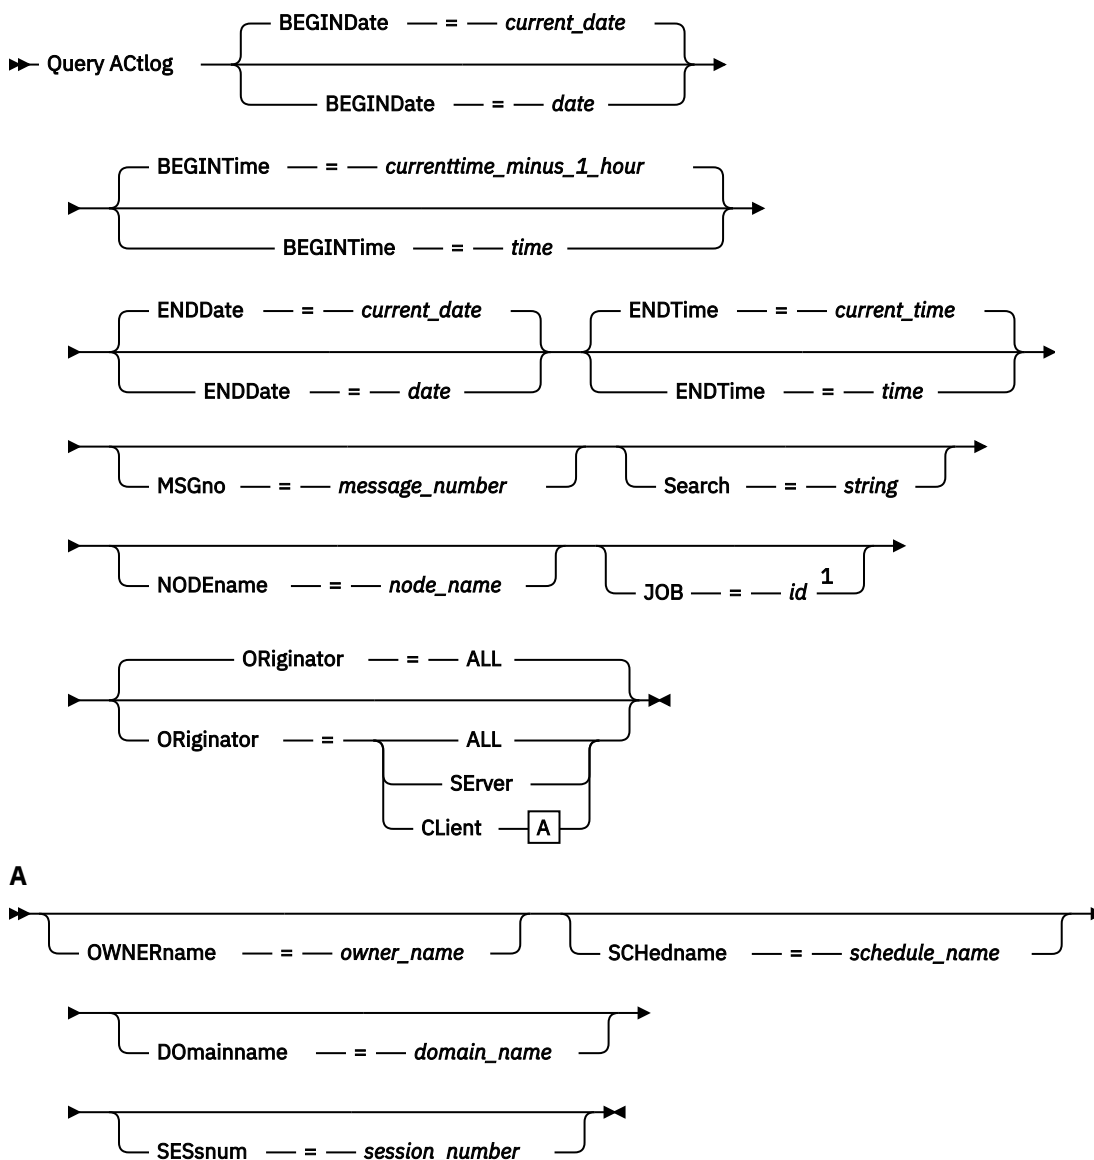 BEGINDate = current_date
Query ACtlog
BEGINDate = date
BEGINTime = currenttime_minus_1_hour
BEGINTime = time
ENDDate = current_date ENDTime = current_time
ENDDate = date ENDTime = time
MSGno = message_number Search = string
NODEname = node_name JOB = id 1
ORiginator = ALL
ORiginator = ALL
SErver
CLient A
A
OWNERname = owner_name SCHedname = schedule_name
DOmainname = domain_name
SESsnum = session_number